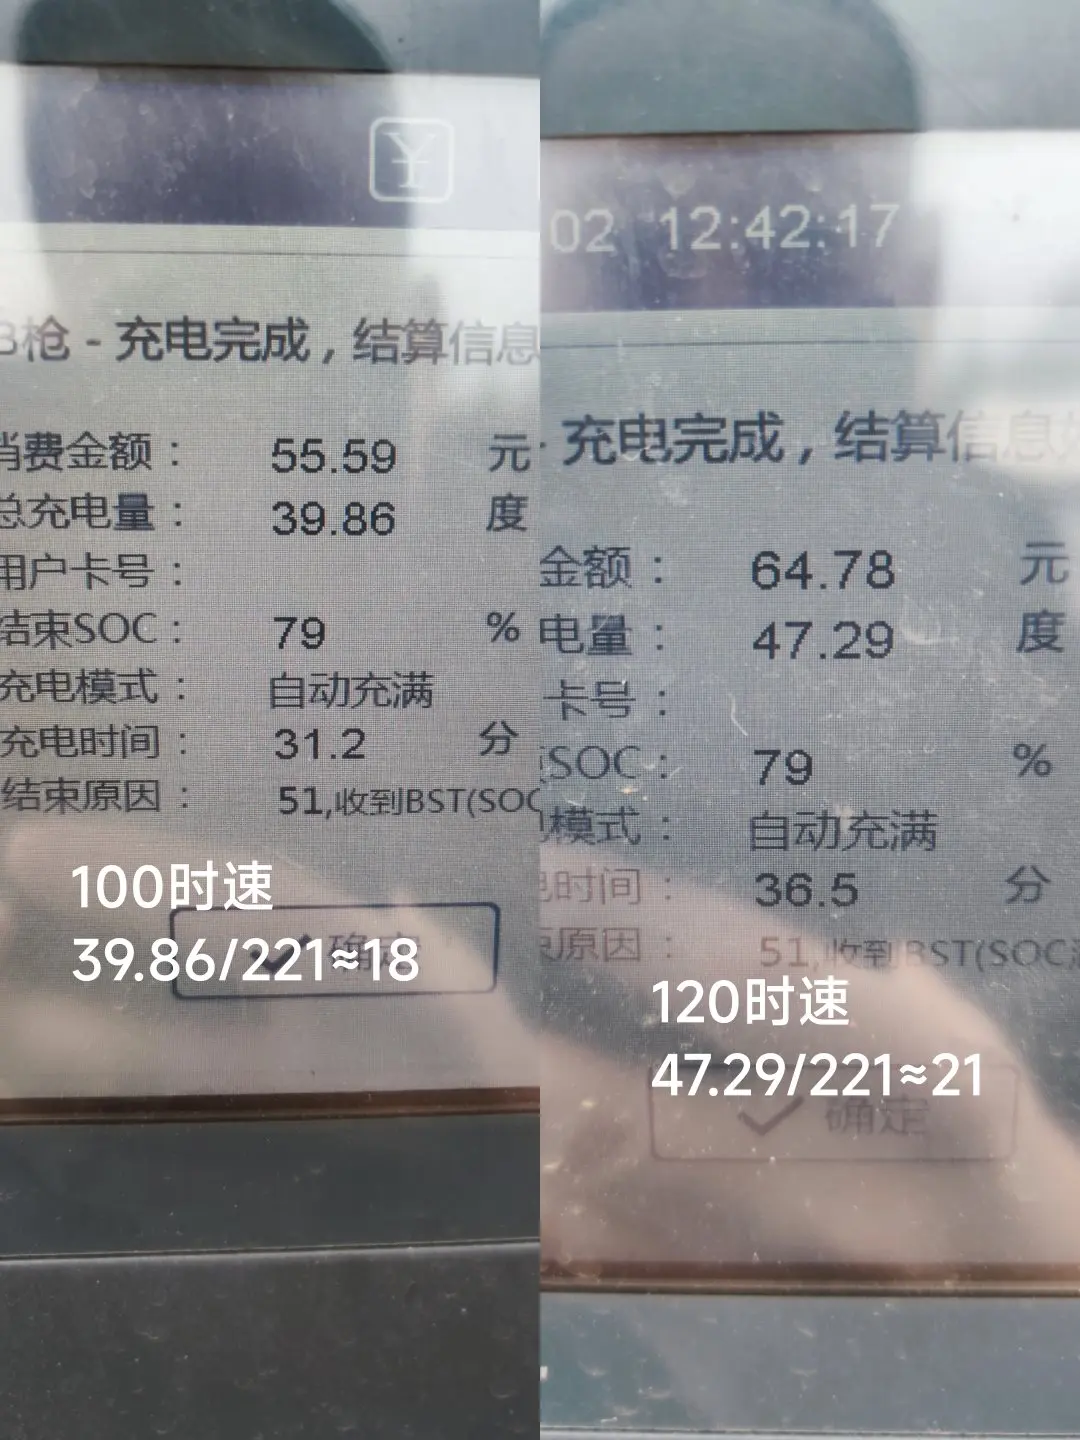 ¥
B枪 - 充电完成，结算信息
消费金额： 55.59 元
总充电量： 39.86 度
用户卡号：
结束SOC： 79 %
充电模式： 自动充满
充电时间： 31.2 分
结束原因： 51,收到BST(SOC
100时速
39.86/221≈18
确定
02 12:42:17
充电完成，结算信息
金额： 64.78 元
电量： 47.29 度
卡号：
SOC： 79 %
模式： 自动充满
时间： 36.5 分
原因： 51,收到BST(SOC
120时速
47.29/221≈21
确定